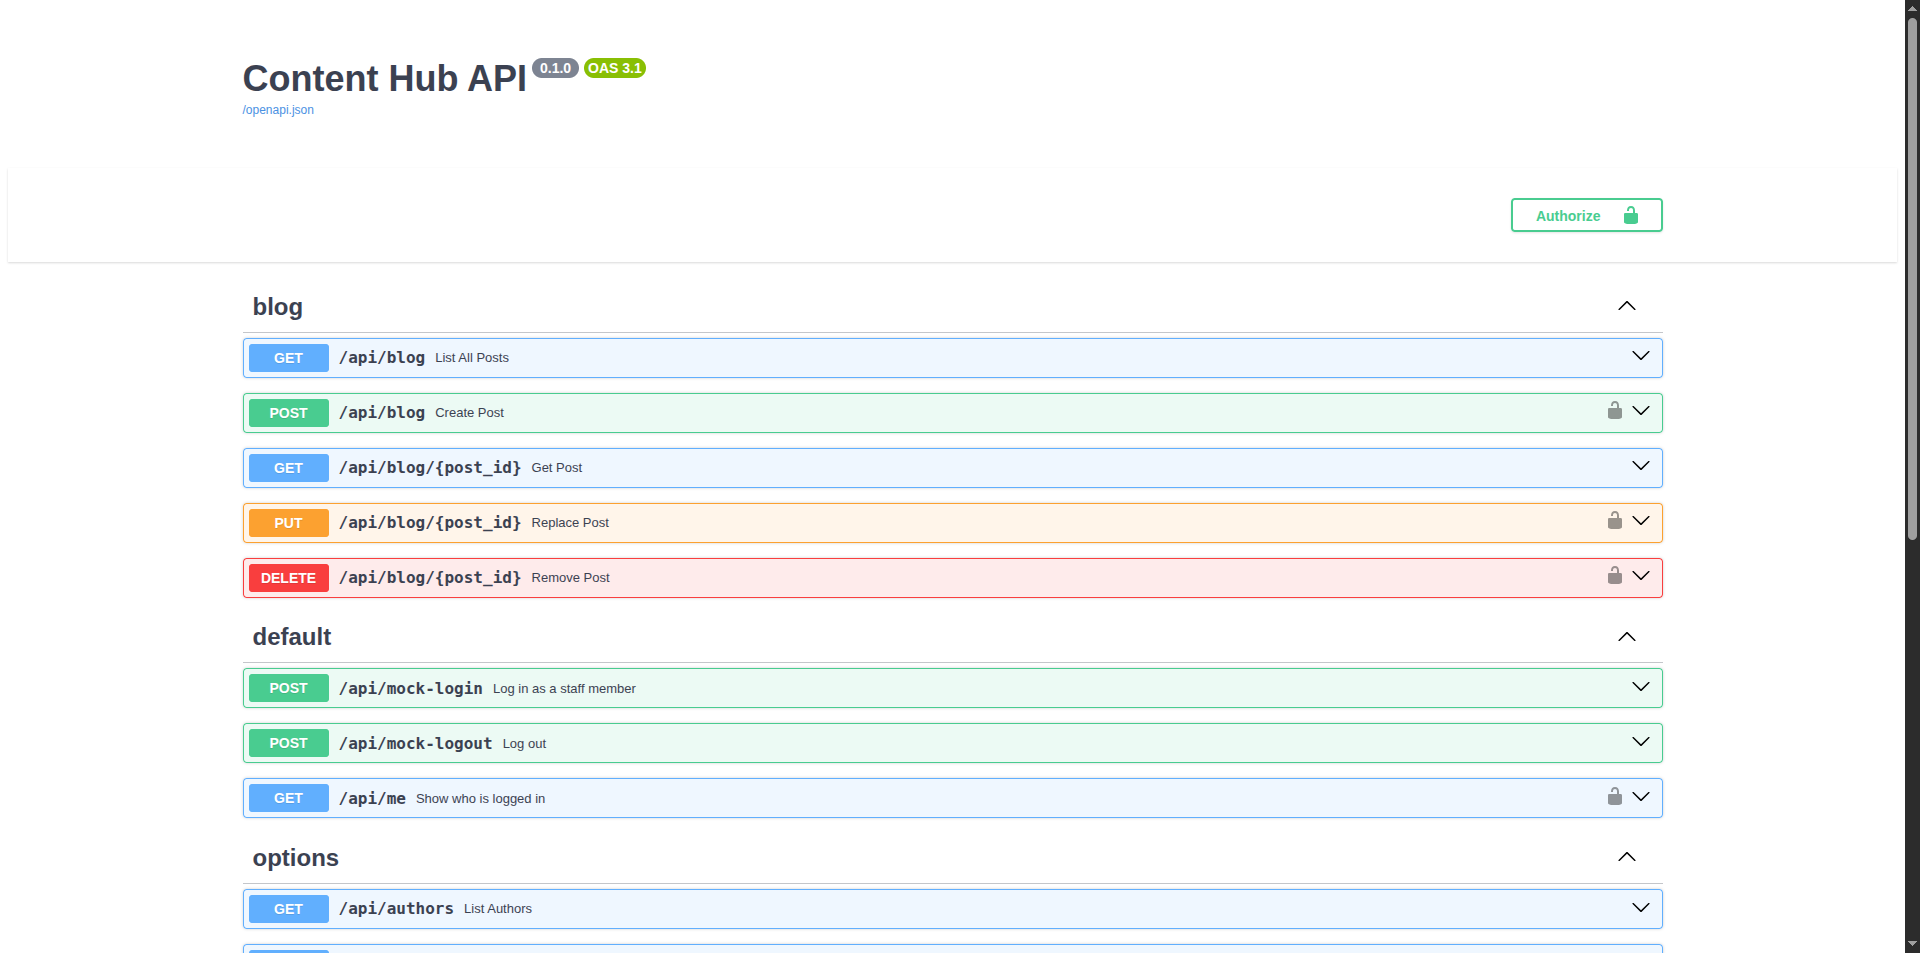 Content Hub API 0.1.0 OAS 3.1
/openapi.json
Authorize
blog
GET /api/blog List All Posts
POST /api/blog Create Post
GET /api/blog/{post_id} Get Post
PUT /api/blog/{post_id} Replace Post
DELETE /api/blog/{post_id} Remove Post
default
POST /api/mock-login Log in as a staff member
POST /api/mock-logout Log out
GET /api/me Show who is logged in
options
GET /api/authors List Authors